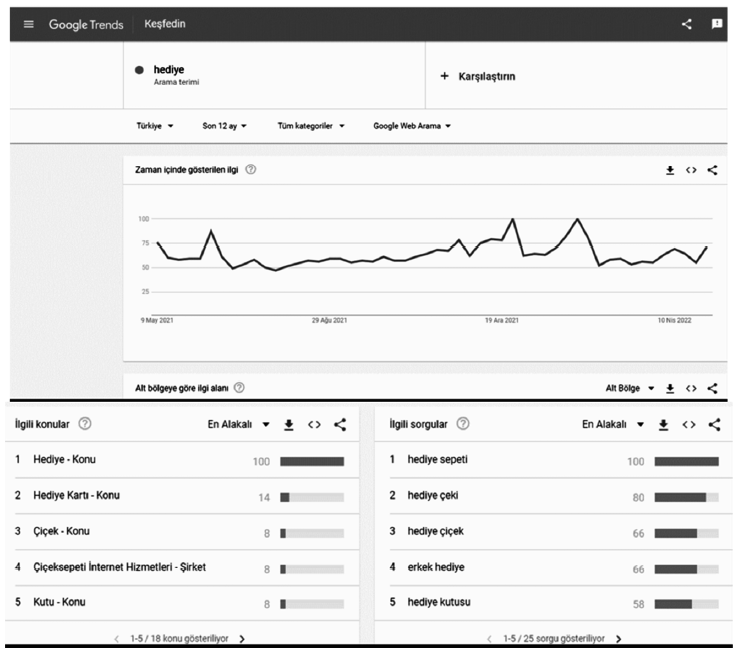 Google Trends Keşfedin
hediye
Arama terimi
+ Karşılaştırın
Türkiye Son 12 ay Tüm kategoriler Google Web Arama
Zaman içinde gösterilen ilgi
100
75
50
25
9 May 2021 29 Ağu 2021 19 Ara 2021 10 Nis 2022
Alt bölgeye göre ilgi alanı Alt Bölge
İlgili konular En Alakalı
1 Hediye - Konu 100
2 Hediye Kartı - Konu 14
3 Çiçek - Konu 8
4 Çiçeksepeti İnternet Hizmetleri - Şirket 8
5 Kutu - Konu 8
1-5 / 18 konu gösteriliyor
İlgili sorgular En Alakalı
1 hediye sepeti 100
2 hediye çeki 80
3 hediye çiçek 66
4 erkek hediye 66
5 hediye kutusu 58
1-5 / 25 sorgu gösteriliyor